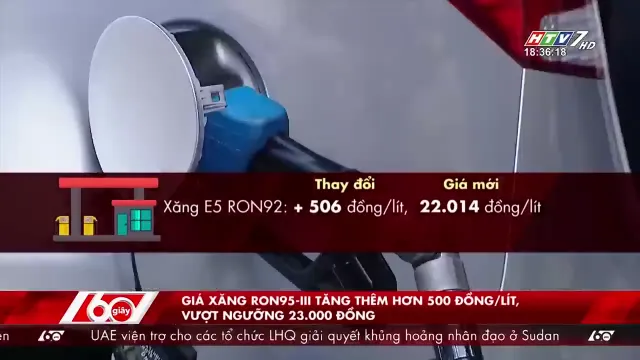 HTV7 HD
18:36:18
Thay đổi Giá mới
Xăng E5 RON92: + 506 đồng/lít, 22.014 đồng/lít
60 giây
GIÁ XĂNG RON95-III TĂNG THÊM HƠN 500 ĐỒNG/LÍT,
VƯỢT NGƯỠNG 23.000 ĐỒNG
UAE viện trợ cho các tổ chức LHQ giải quyết khủng hoảng nhân đạo ở Sudan 60s